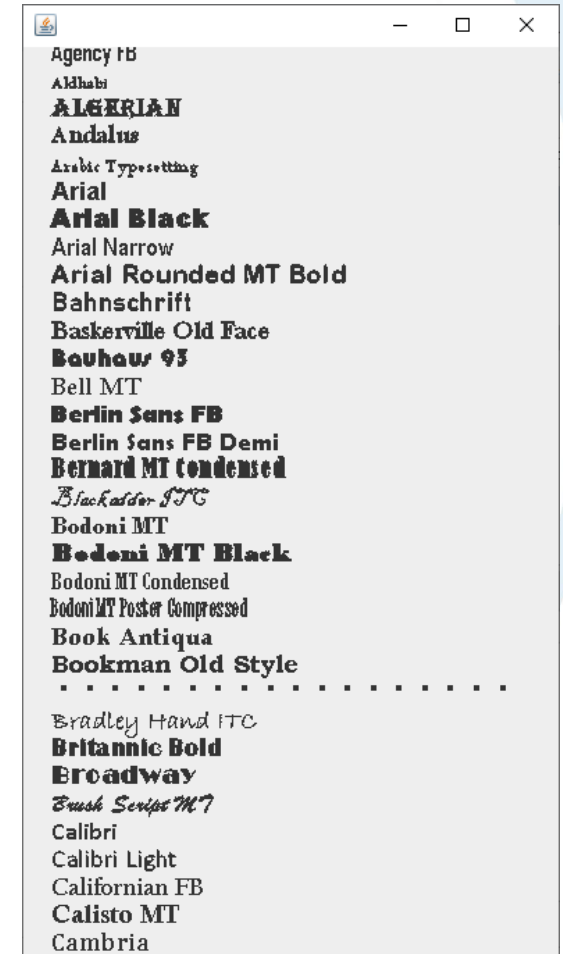 Agency FB
Aldhabi
ALGERIAN
Andalus
Arabic Typesetting
Arial
Arial Black
Arial Narrow
Arial Rounded MT Bold
Bahnschrift
Baskerville Old Face
Bauhaus 93
Bell MT
Berlin Sans FB
Berlin Sans FB Demi
Bernard MT Condensed
Blackadder ITC
Bodoni MT
Bodoni MT Black
Bodoni MT Condensed
Bodoni MT Poster Compressed
Book Antiqua
Bookman Old Style
Bradley Hand ITC
Britannic Bold
Broadway
Brush Script MT
Calibri
Calibri Light
Californian FB
Calisto MT
Cambria